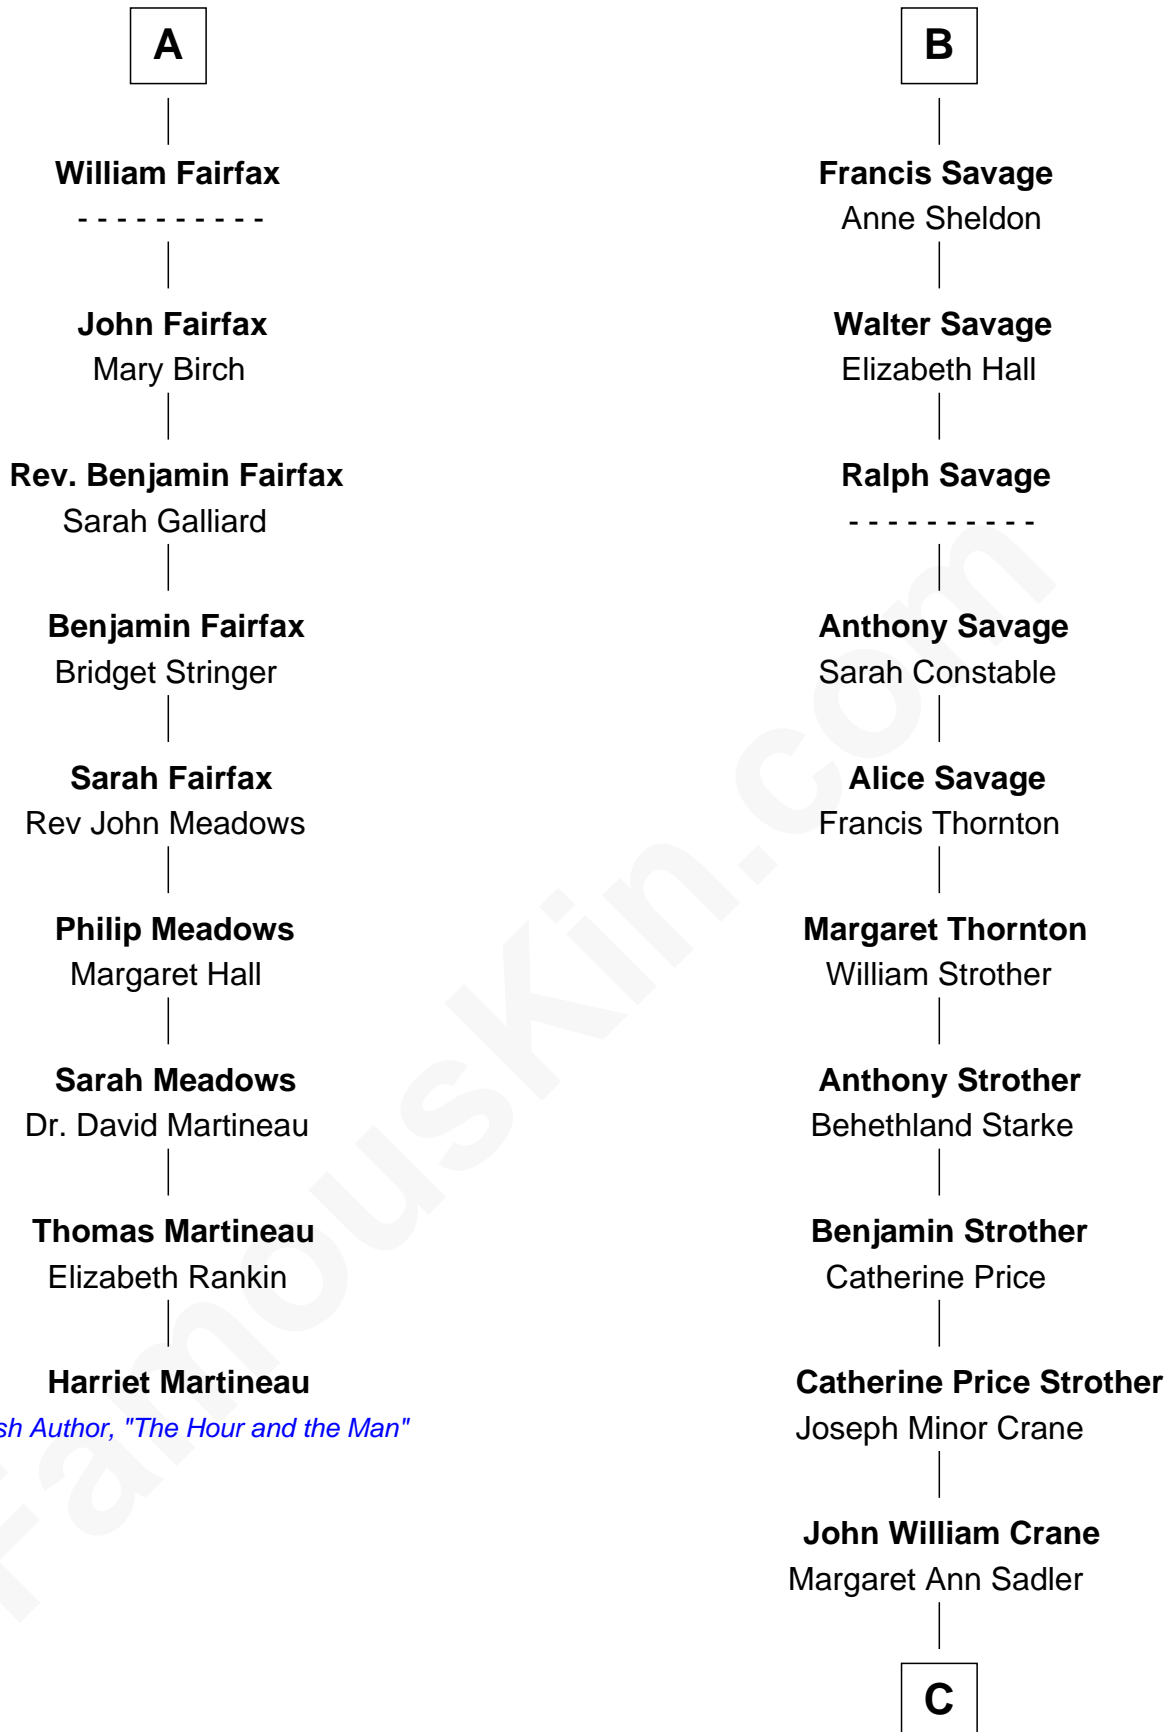 A
William Fairfax
- - - - - - - - - -
John Fairfax
Mary Birch
Rev. Benjamin Fairfax
Sarah Galliard
Benjamin Fairfax
Bridget Stringer
Sarah Fairfax
Rev John Meadows
Philip Meadows
Margaret Hall
Sarah Meadows
Dr. David Martineau
Thomas Martineau
Elizabeth Rankin
Harriet Martineau
sh Author, "The Hour and the Man"
B
Francis Savage
Anne Sheldon
Walter Savage
Elizabeth Hall
Ralph Savage
- - - - - - - - - -
Anthony Savage
Sarah Constable
Alice Savage
Francis Thornton
Margaret Thornton
William Strother
Anthony Strother
Behethland Starke
Benjamin Strother
Catherine Price
Catherine Price Strother
Joseph Minor Crane
John William Crane
Margaret Ann Sadler
C
FamousKin.com